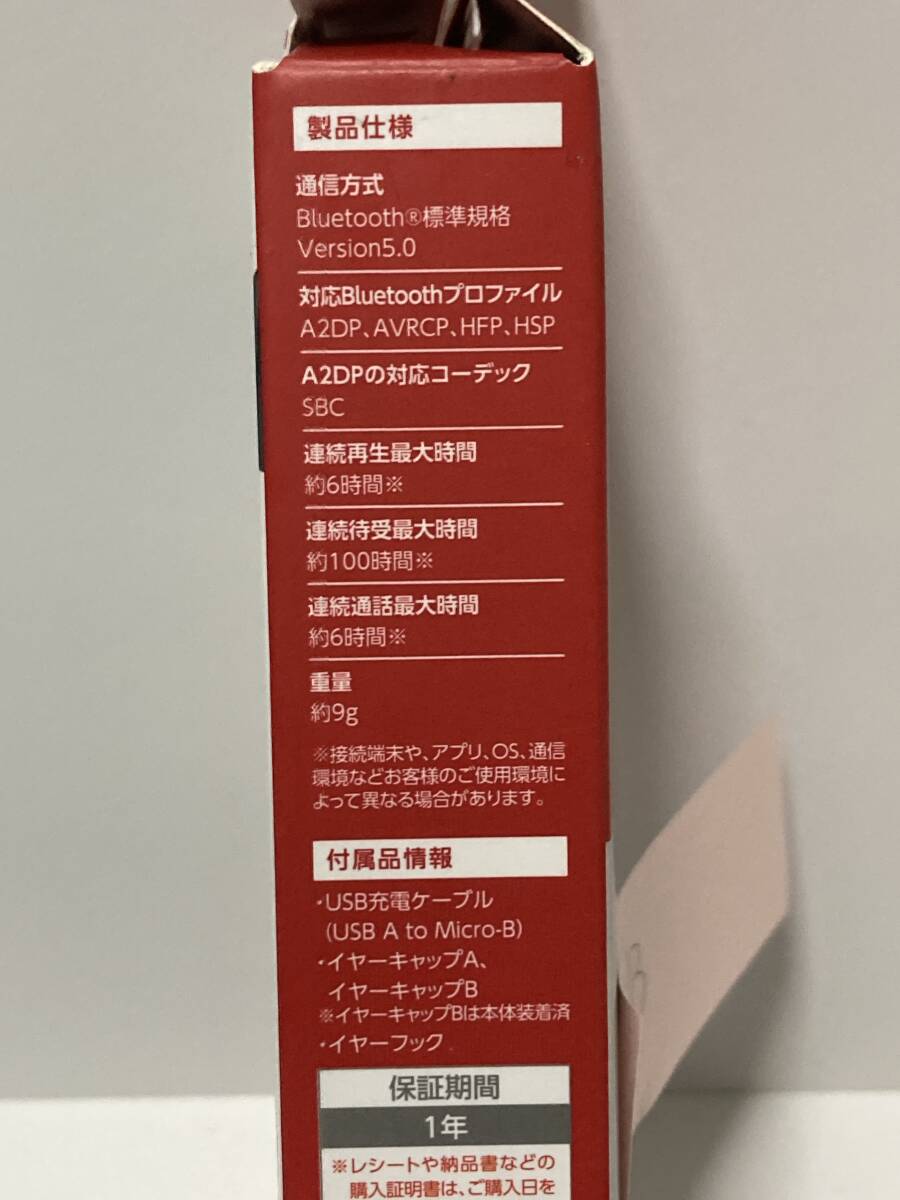 製品仕様
通信方式
Bluetooth®標準規格
Version5.0
対応Bluetoothプロファイル
A2DP、AVRCP、HFP、HSP
A2DPの対応コーデック
SBC
連続再生最大時間
約6時間※
連続待受最大時間
約100時間※
連続通話最大時間
約6時間※
重量
約9g
※接続端末や、アプリ、OS、通信
環境などお客様のご使用環境に
よって異なる場合があります。
付属品情報
・USB充電ケーブル
(USB A to Micro-B)
・イヤーキャップA、
イヤーキャップB
※イヤーキャップBは本体装着済
・イヤーフック
保証期間
1年
※レシートや納品書などの
購入証明書は、ご購入日を